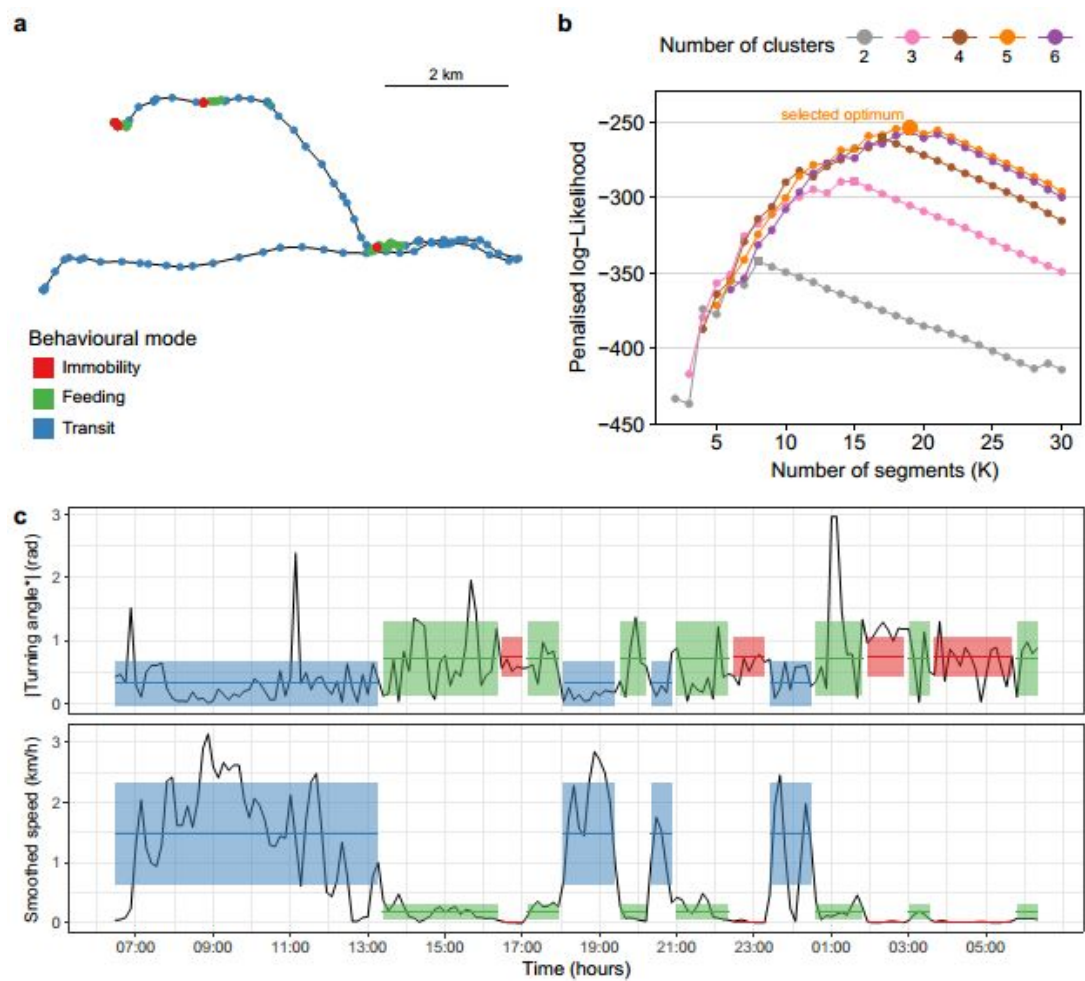 a
2 km
Behavioural mode
Immobility
Feeding
Transit
b
Number of clusters
2 3 4 5 6
selected optimum
Penalised log−Likelihood
−250
−300
−350
−400
−450
5 10 15 20 25 30
Number of segments (K)
c
|Turning angle*| (rad)
3
2
1
0
Smoothed speed (km/h)
3
2
1
0
07:00 09:00 11:00 13:00 15:00 17:00 19:00 21:00 23:00 01:00 03:00 05:00
Time (hours)